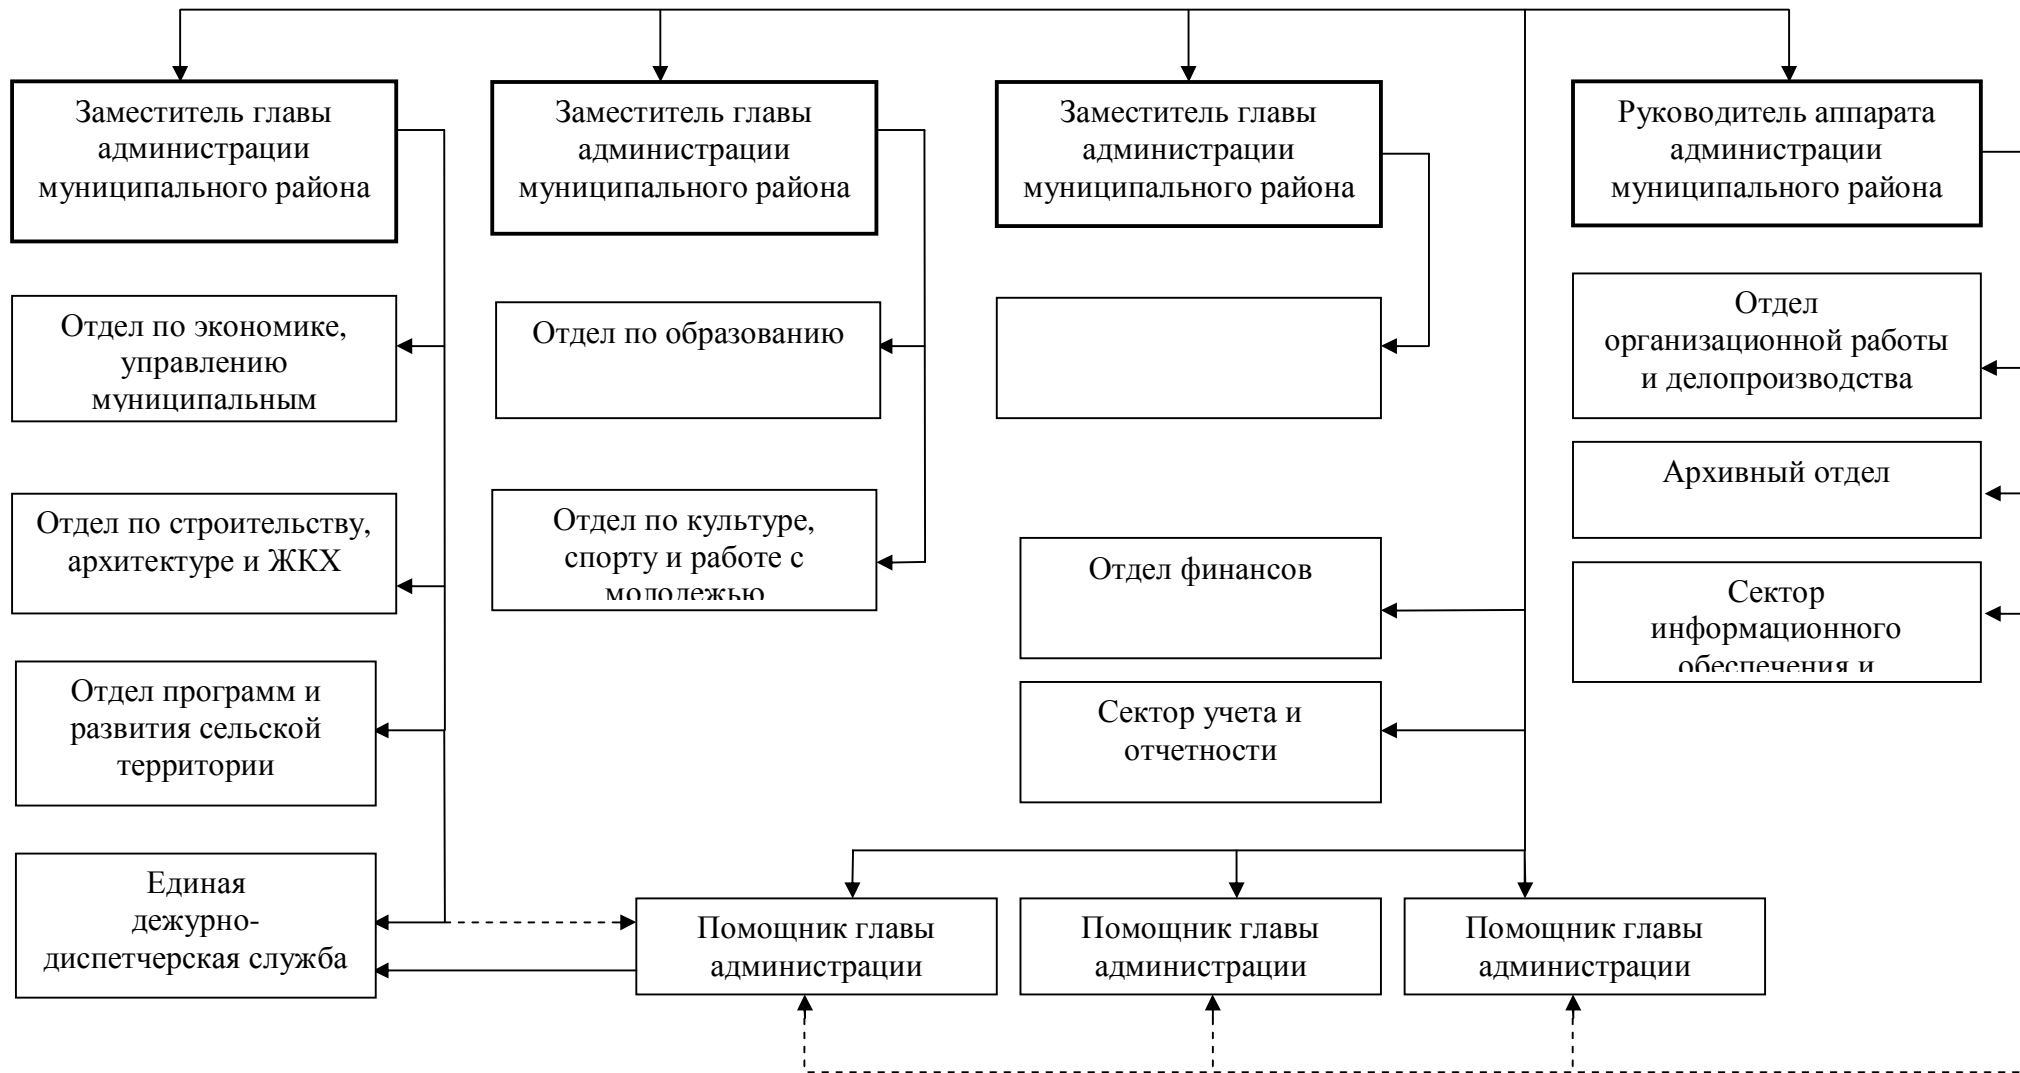 Заместитель главы
администрации
муниципального района
Заместитель главы
администрации
муниципального района
Заместитель главы
администрации
муниципального района
Руководитель аппарата
администрации
муниципального района
Отдел по экономике,
управлению
муниципальным
Отдел по образованию
Отдел
организационной работы
и делопроизводства
Архивный отдел
Отдел по строительству,
архитектуре и ЖКХ
Отдел по культуре,
спорту и работе с
молодежью
Отдел финансов
Сектор
информационного
обеспечения и
Отдел программ и
развития сельской
территории
Сектор учета и
отчетности
Единая
дежурно-
диспетчерская служба
Помощник главы
администрации
Помощник главы
администрации
Помощник главы
администрации